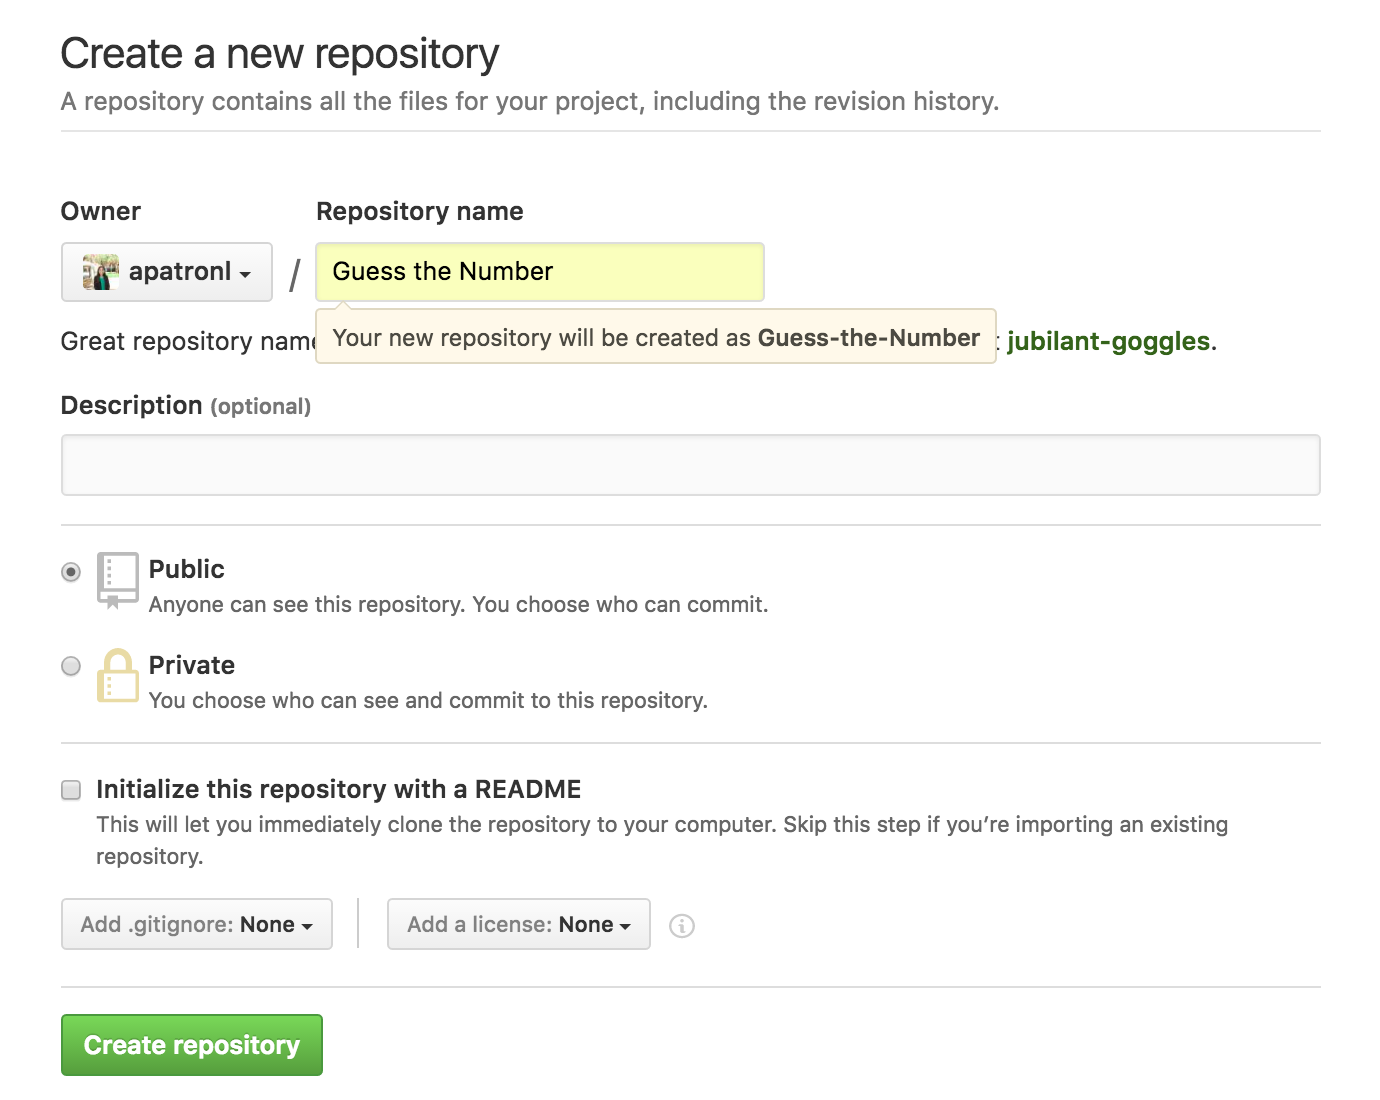 Create a new repository
A repository contains all the files for your project, including the revision history.
Owner
Repository name
apatronl / Guess the Number
Your new repository will be created as Guess-the-Number
Great repository jubilant-goggles.
Description (optional)
Public
Anyone can see this repository. You choose who can commit.
Private
You choose who can see and commit to this repository.
Initialize this repository with a README
This will let you immediately clone the repository to your computer. Skip this step if you’re importing an existing
repository.
Add .gitignore: None
Add a license: None
Create repository